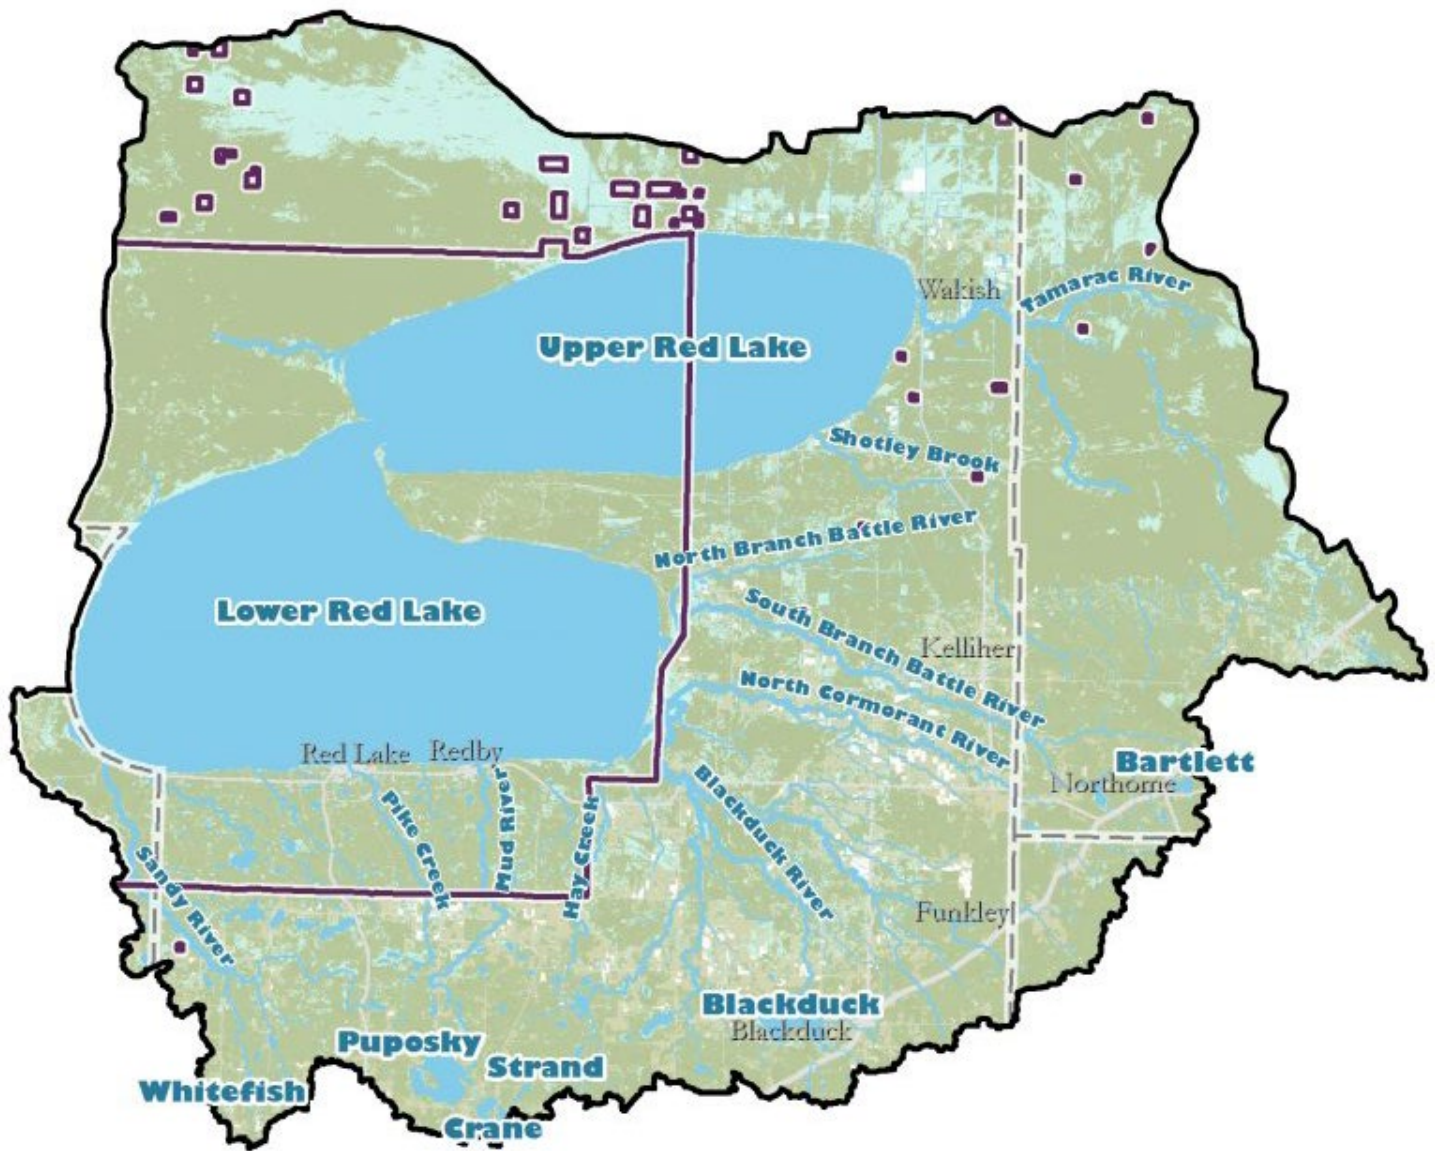 Wakish
Tamarac River
Upper Red Lake
Shotley Brook
North Branch Battle River
Lower Red Lake
South Branch Battle River
Kelliher
North Cormorant River
Red Lake
Redby
Bartlett
Northome
Pike Creek
Mud River
Hay Creek
Blackduck River
Sandy River
Funkley
Blackduck
Blackduck
Puposky
Strand
Whitefish
Crane